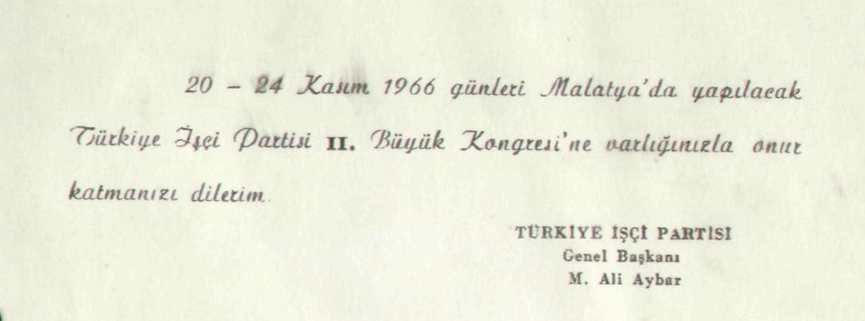 20 – 24 Kasım 1966 günleri Malatya'da yapılacak
Türkiye İşçi Partisi II. Büyük Kongresi'ne varlığınızla onur
katmanızı dilerim.
TÜRKİYE İŞÇİ PARTİSİ
Genel Başkanı
M. Ali Aybar